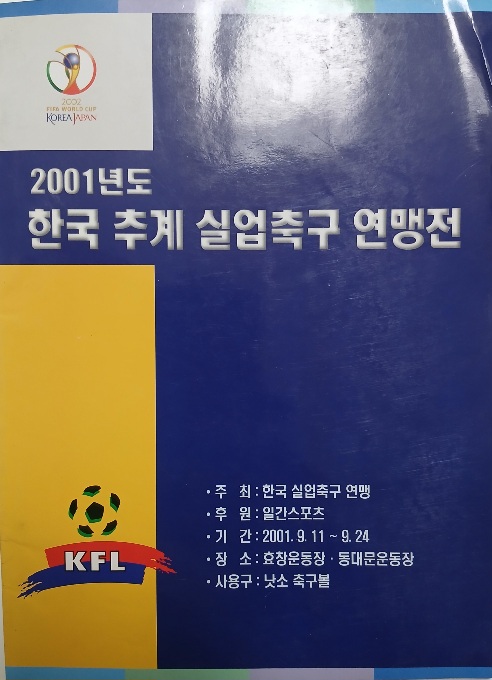 2002
FIFA WORLD CUP
KOREAJAPAN
2001년도
한국 추계 실업축구 연맹전
• 주 최 : 한국 실업축구 연맹
• 후 원 : 일간스포츠
• 기 간 : 2001. 9. 11 ~ 9. 24
• 장 소 : 효창운동장 · 동대문운동장
• 사용구 : 낫소 축구볼
KFL